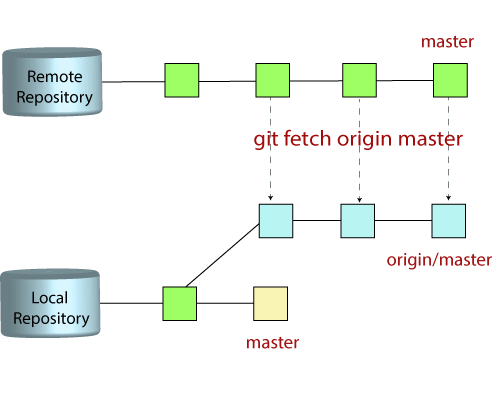 master
Remote
Repository
git fetch origin master
origin/master
Local
Repository
master